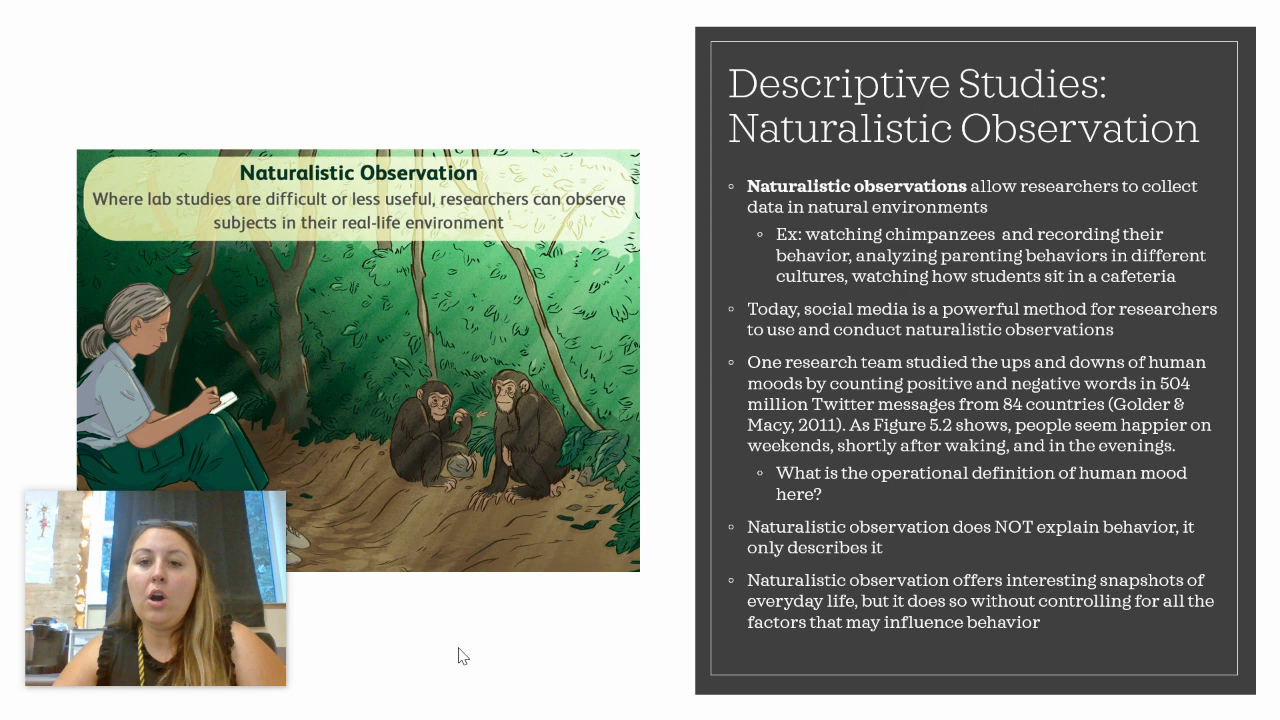 Naturalistic Observation
Where lab studies are difficult or less useful, researchers can observe
subjects in their real-life environment
Descriptive Studies:
Naturalistic Observation
Naturalistic observations allow researchers to collect
data in natural environments
Ex: watching chimpanzees and recording their
behavior, analyzing parenting behaviors in different
cultures, watching how students sit in a cafeteria
Today, social media is a powerful method for researchers
to use and conduct naturalistic observations
One research team studied the ups and downs of human
moods by counting positive and negative words in 504
million Twitter messages from 84 countries (Golder &
Macy, 2011). As Figure 5.2 shows, people seem happier on
weekends, shortly after waking, and in the evenings.
What is the operational definition of human mood
here?
Naturalistic observation does NOT explain behavior, it
only describes it
Naturalistic observation offers interesting snapshots of
everyday life, but it does so without controlling for all the
factors that may influence behavior